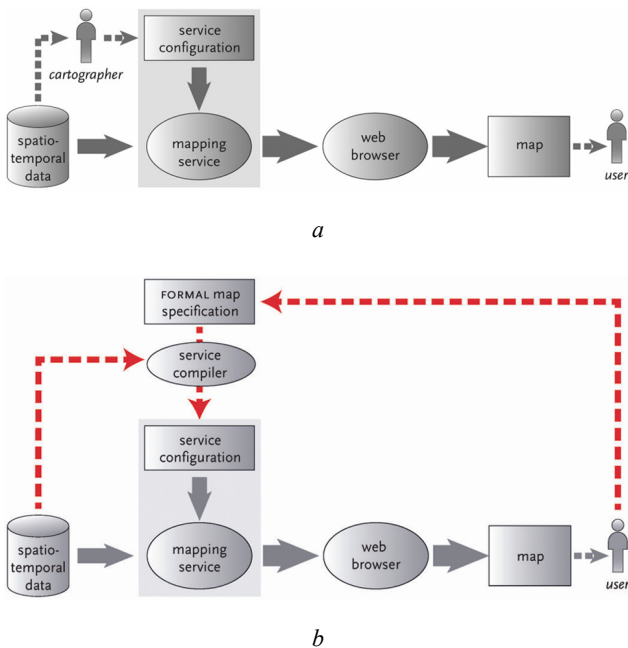 service
configuration
cartographer
spatio-
temporal
data
mapping
service
web
browser
map
user
a
FORMAL map
specification
service
compiler
service
configuration
spatio-
temporal
data
mapping
service
web
browser
map
user
b